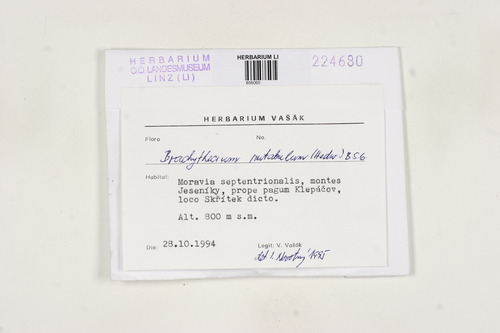 HERBARIUM
O.Ö. LANDESMUSEUM
LINZ (LI)
HERBARIUM LI
224680
HERBARIUM VAŠÁK
Flora
No.
Brachythecium rutabulum (Hedw.) B.S.G
Habitat:
Moravia septentrionalis, montes
Jeseníky, prope pagum Klepáčov,
loco Skřítek dicto.
Alt. 800 m s.m.
Die: 28.10.1994
Legit: V. Vašák
det. I. Novotný 1995